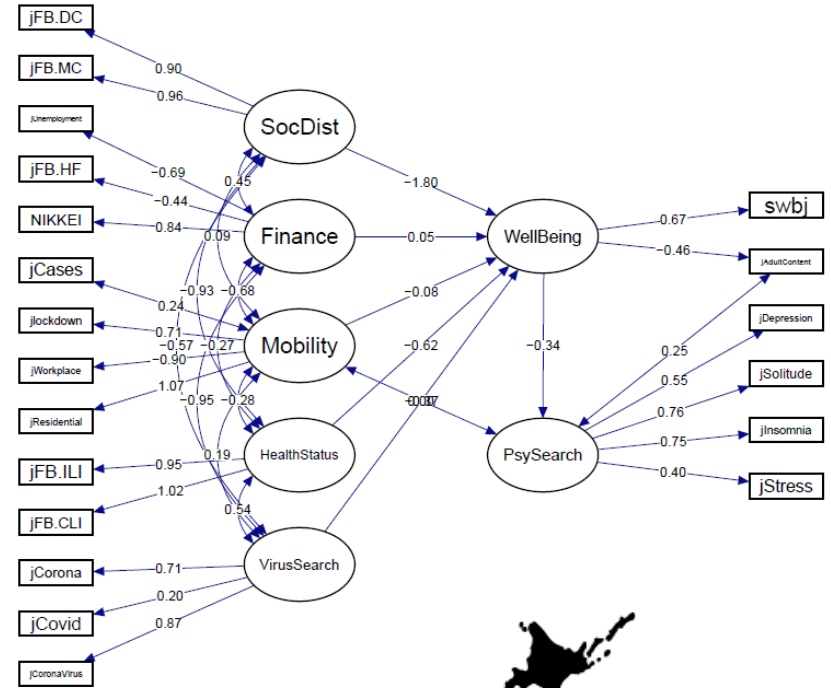 jFB.DC
jFB.MC
jUnemployment
jFB.HF
NIKKEI
jCases
jlockdown
jWorkplace
jResidential
jFB.ILI
jFB.CLI
jCorona
jCovid
jCoronaVirus
0.90
0.96
−0.69
−0.44
0.84
0.24
0.71
−0.90
1.07
0.95
1.02
0.71
0.20
0.87
SocDist
Finance
Mobility
HealthStatus
VirusSearch
0.45
0.09
−0.93
−0.68
−0.57
−0.27
−0.95
−0.28
0.19
0.54
−1.80
0.05
−0.08
−0.62
WellBeing
−0.34
PsySearch
0.67
−0.46
0.25
0.55
0.76
0.75
0.40
swbj
jAdultContent
jDepression
jSolitude
jInsomnia
jStress